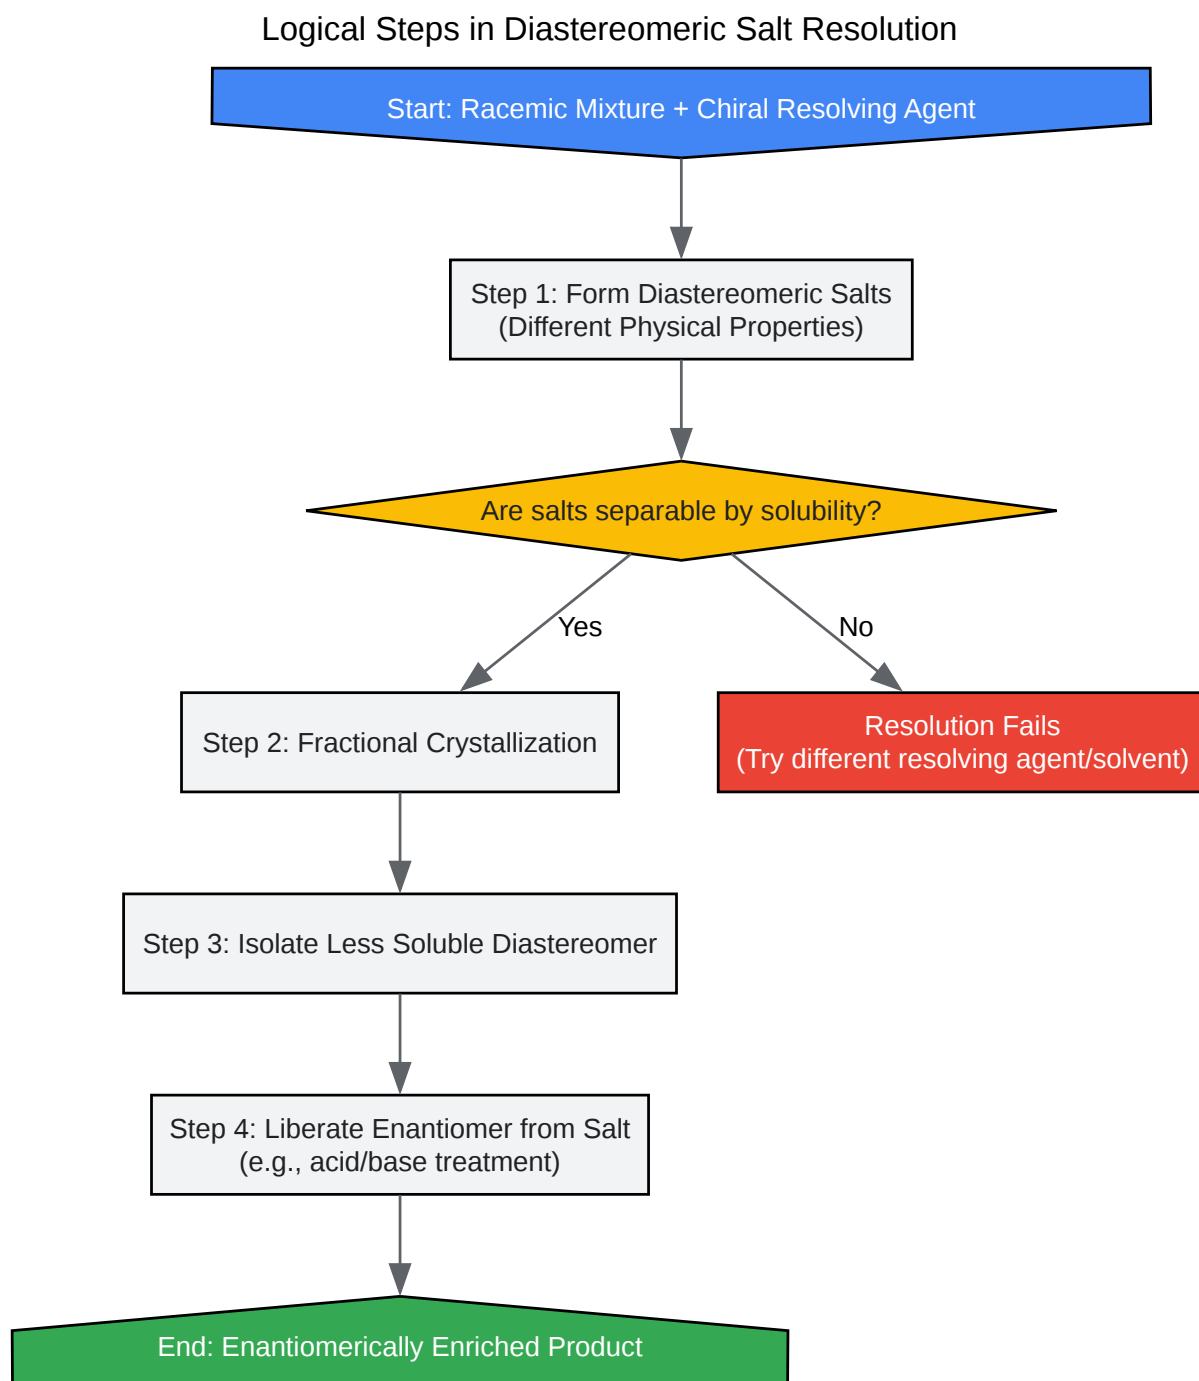 Logical Steps in Diastereomeric Salt Resolution
Start: Racemic Mixture + Chiral Resolving Agent
Step 1: Form Diastereomeric Salts
(Different Physical Properties)
Are salts separable by solubility?
Yes
No
Step 2: Fractional Crystallization
Resolution Fails
(Try different resolving agent/solvent)
Step 3: Isolate Less Soluble Diastereomer
Step 4: Liberate Enantiomer from Salt
(e.g., acid/base treatment)
End: Enantiomerically Enriched Product